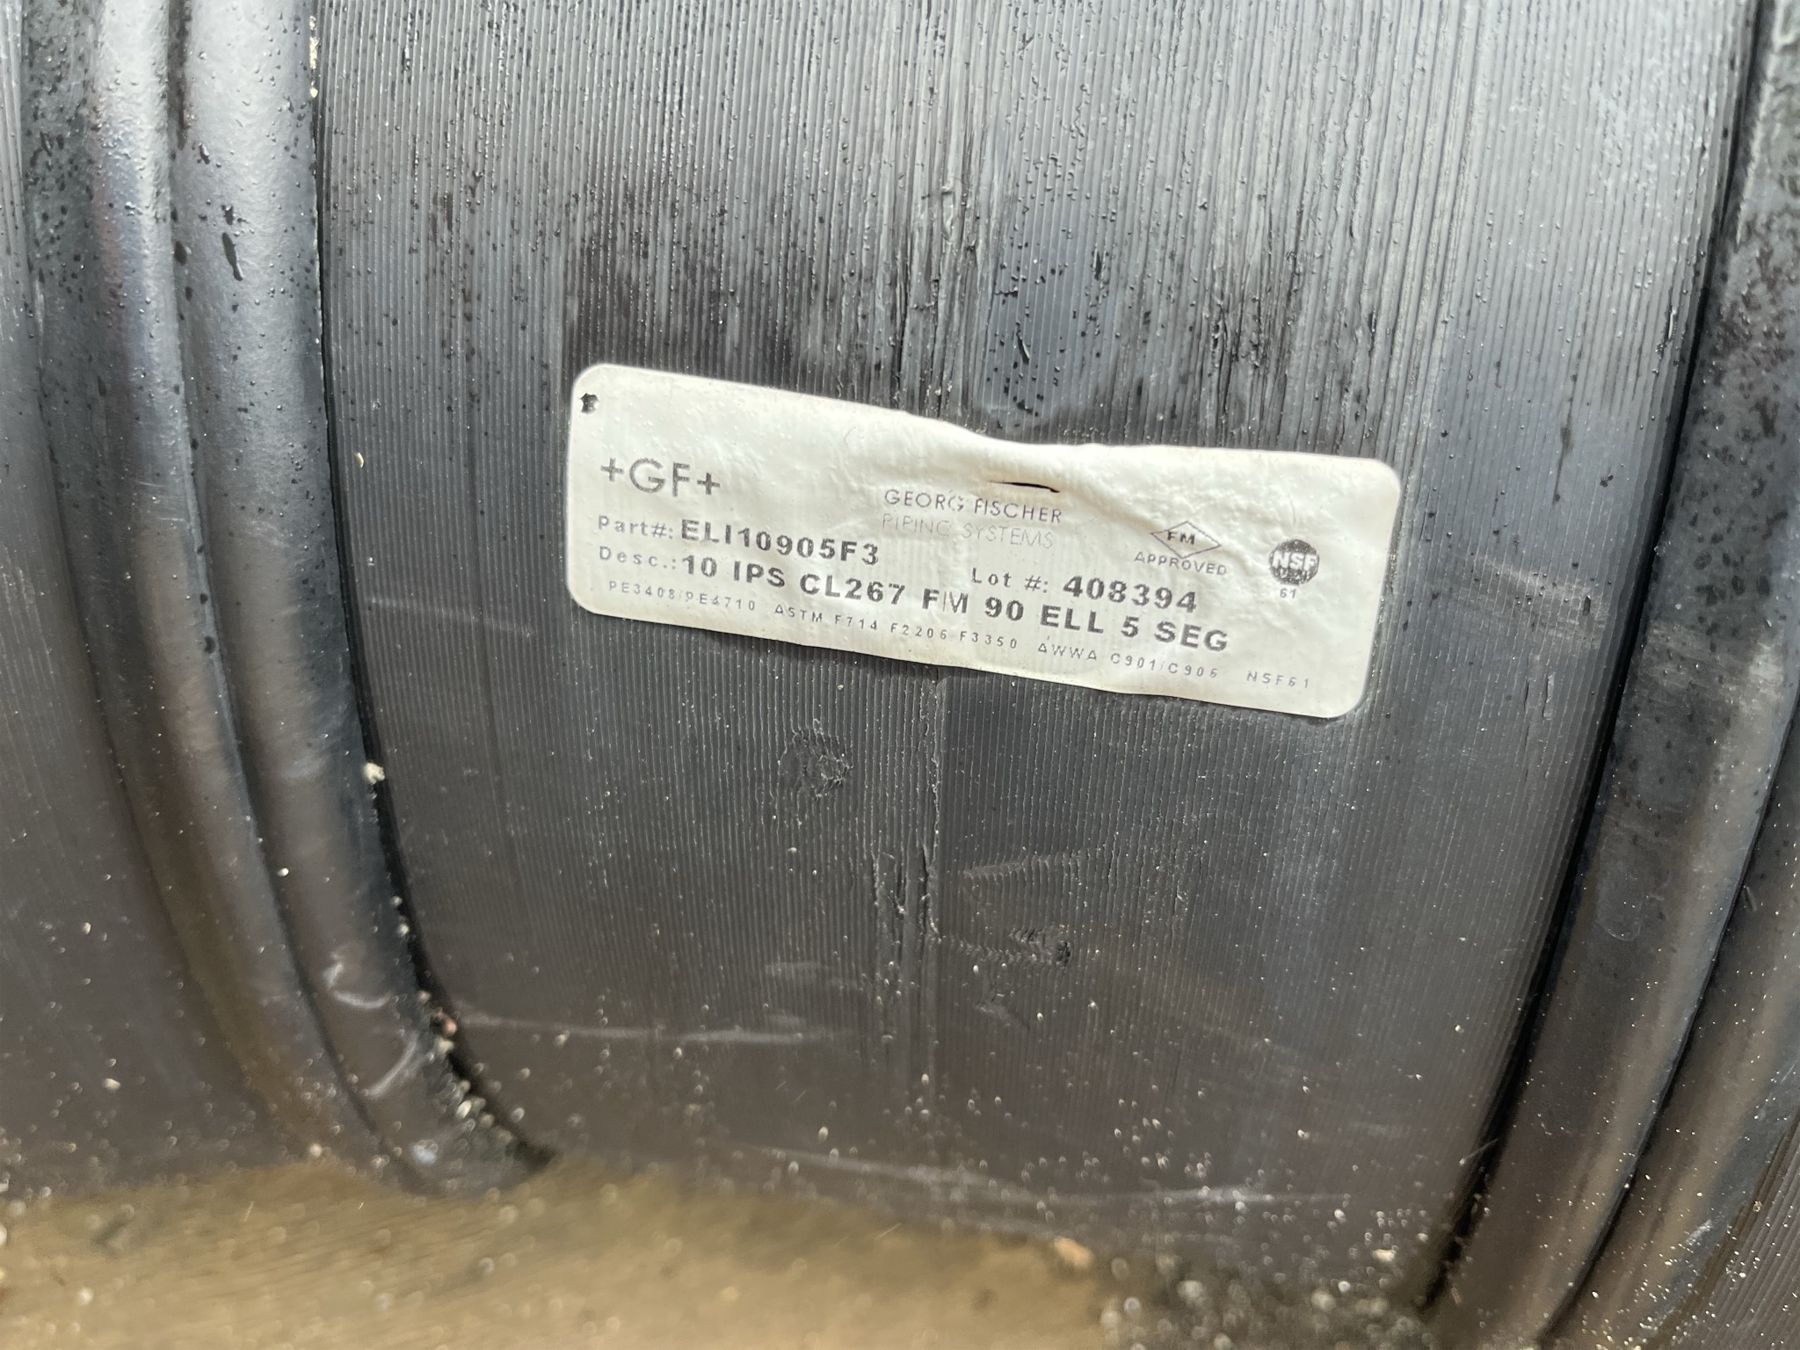 +GF+
GEORG FISCHER
PIPING SYSTEMS
FM
APPROVED
NSF
61
Part#: ELI10905F3
Lot #: 408394
Desc.: 10 IPS CL267 FM 90 ELL 5 SEG
PE3408/PE4710 ASTM F714 F2206 F3350 AWWA C901/C906 NSF61